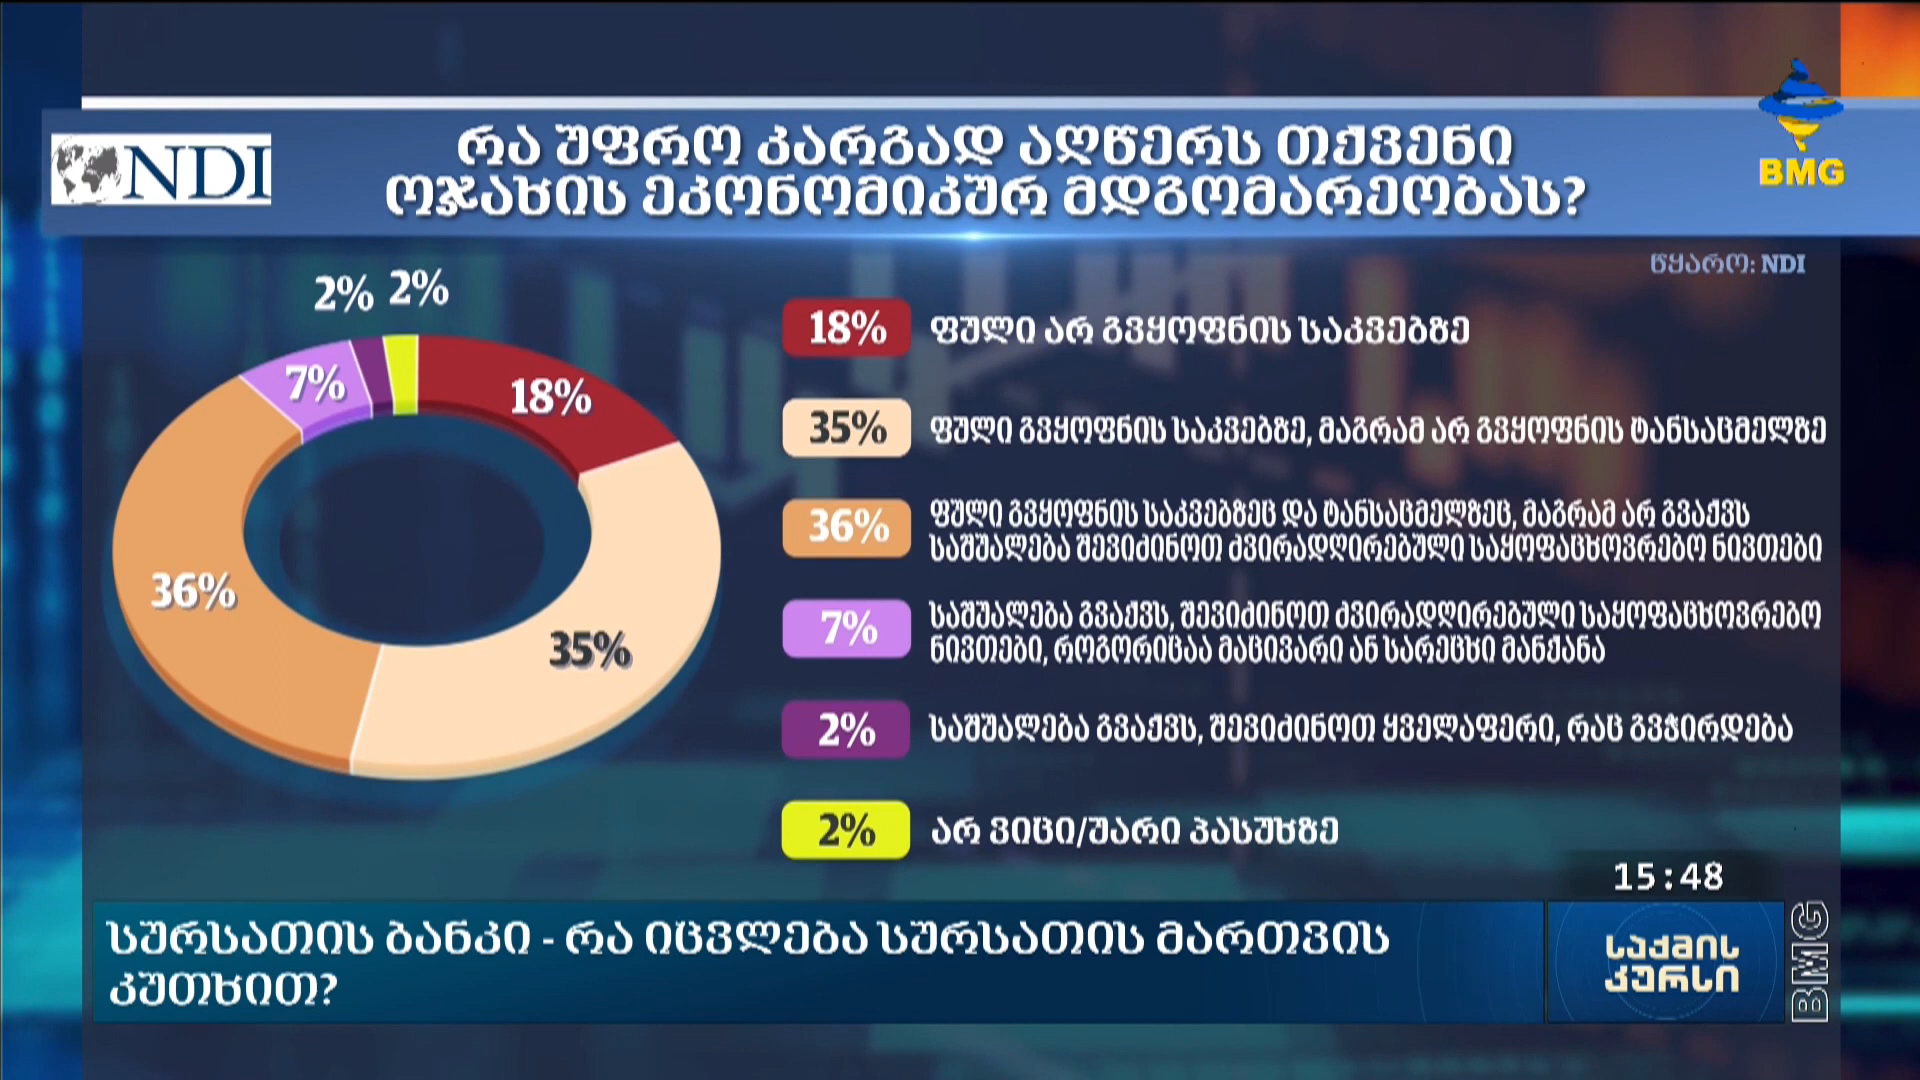 NDI
რა უფრო კარგად აღწერს თქვენი
ოჯახის ეკონომიკურ მდგომარეობას?
BMG
წყარო: NDI
2% 2%
7%
18%
36%
35%
18% ფული არ გვყოფნის საკვებზე
35% ფული გვყოფნის საკვებზე, მაგრამ არ გვყოფნის ტანსაცმელზე
36% ფული გვყოფნის საკვებზეც და ტანსაცმელზეც, მაგრამ არ გვაქვს
საშუალება შევიძინოთ ძვირადღირებული საყოფაცხოვრებო ნივთები
7% საშუალება გვაქვს, შევიძინოთ ძვირადღირებული საყოფაცხოვრებო
ნივთები, როგორიცაა მაცივარი ან სარეცხი მანქანა
2% საშუალება გვაქვს, შევიძინოთ ყველაფერი, რაც გვჭირდება
2% არ ვიცი/უარი პასუხზე
15:48
სურსათის ბანკი - რა იცვლება სურსათის მართვის
კუთხით?
საქმის
კურსი
BMG